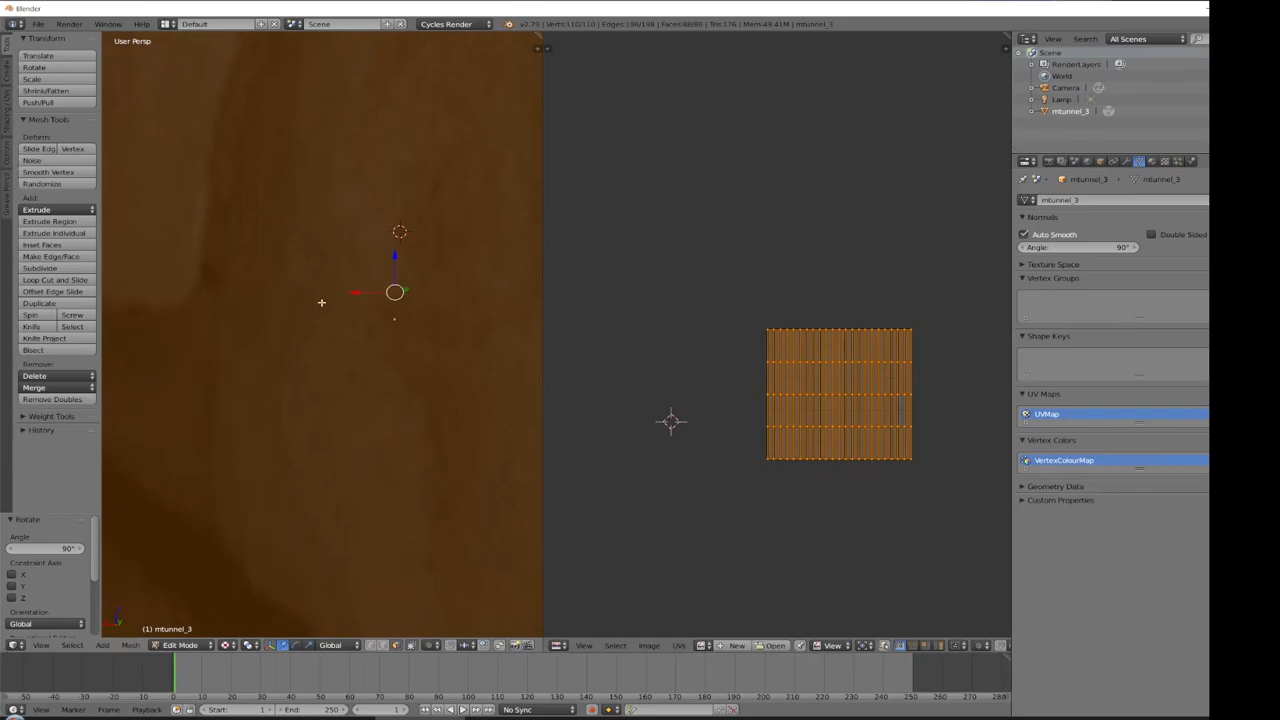 Blender
File Render Window Help Default Scene Cycles Render v2.79 | Verts:110/110 | Edges:198/198 | Faces:88/88 | Tris:176 | Mem:49.41M | mtunnel_3
Tools
Create
Shading / UVs
Options
Grease Pencil
Transform
Translate
Rotate
Scale
Shrink/Fatten
Push/Pull
Mesh Tools
Deform:
Slide Edg Vertex
Noise
Smooth Vertex
Randomize
Add:
Extrude
Extrude Region
Extrude Individual
Inset Faces
Make Edge/Face
Subdivide
Loop Cut and Slide
Offset Edge Slide
Duplicate
Spin Screw
Knife Select
Knife Project
Bisect
Remove:
Delete
Merge
Remove Doubles
Weight Tools
History
Rotate
Angle
90°
Constraint Axis
X
Y
Z
Orientation
Global
User Persp
(1) mtunnel_3
View Search All Scenes
Scene
RenderLayers
World
Camera
Lamp
mtunnel_3
mtunnel_3 mtunnel_3
mtunnel_3
Normals
Auto Smooth Double Sided
Angle: 90°
Texture Space
Vertex Groups
Shape Keys
UV Maps
UVMap
Vertex Colors
VertexColourMap
Geometry Data
Custom Properties
View Select Add Mesh Edit Mode Global
View Select Image UVs New Open View
50 40 30 20 10 0 10 20 30 40 50 60 70 80 90 100 110 120 130 140 150 160 170 180 190 200 210 220 230 240 250 260 270 280
View Marker Frame Playback Start: 1 End: 250 1 No Sync